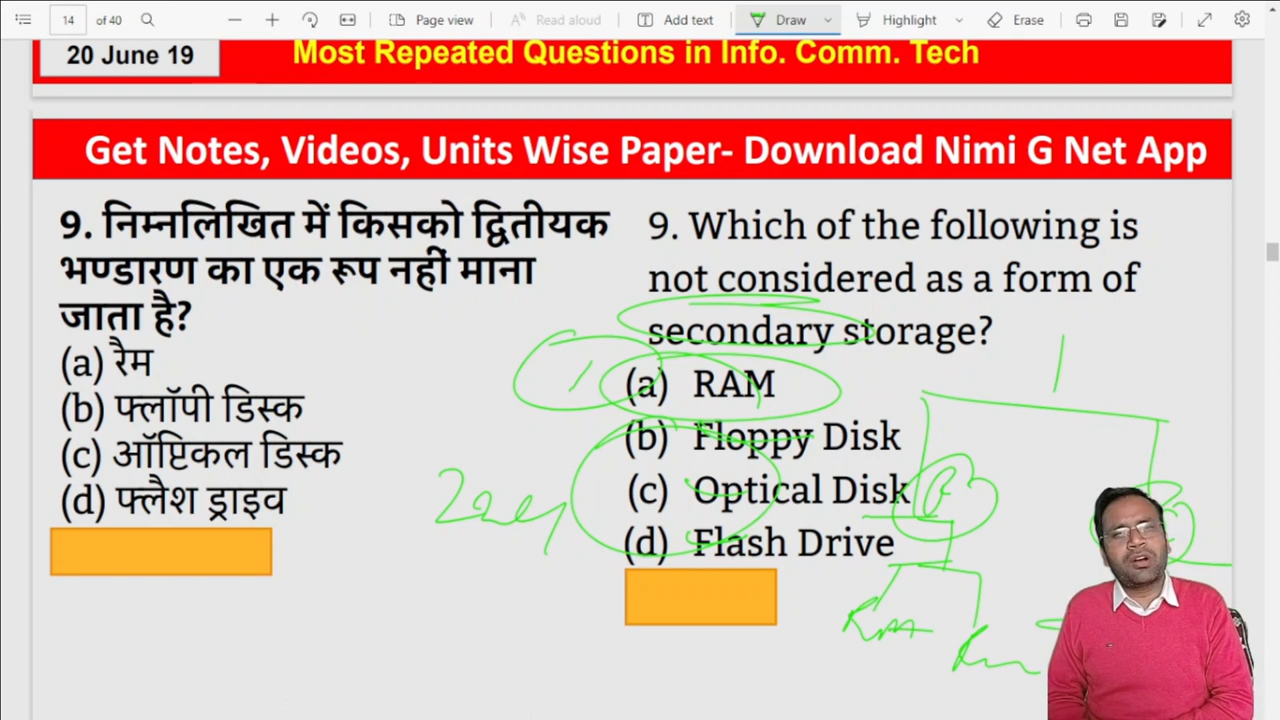 14 of 40
Page view
Read aloud
Add text
Draw
Highlight
Erase
20 June 19
Most Repeated Questions in Info. Comm. Tech
Get Notes, Videos, Units Wise Paper- Download Nimi G Net App
9. निम्नलिखित में किसको द्वितीयक
भण्डारण का एक रूप नहीं माना
जाता है?
(a) रैम
(b) फ्लॉपी डिस्क
(c) ऑप्टिकल डिस्क
(d) फ्लैश ड्राइव
9. Which of the following is
not considered as a form of
secondary storage?
(a) RAM
(b) Floppy Disk
(c) Optical Disk
(d) Flash Drive